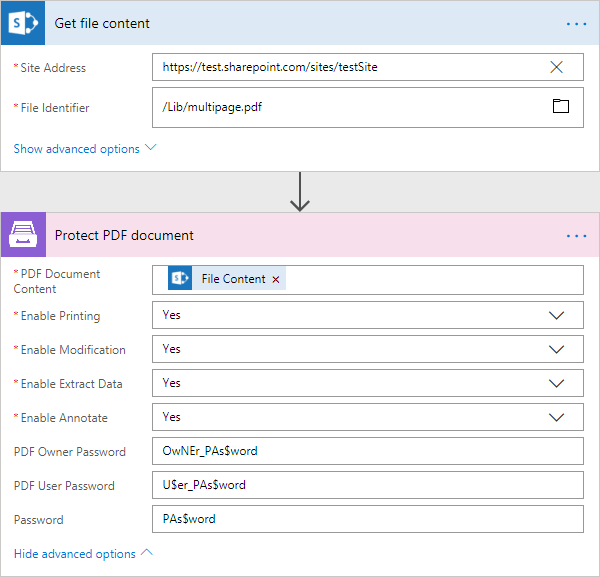 Get file content
* Site Address
https://test.sharepoint.com/sites/testSite
* File Identifier
/Lib/multipage.pdf
Show advanced options
Protect PDF document
* PDF Document
Content
File Content
* Enable Printing
Yes
* Enable Modification
Yes
* Enable Extract Data
Yes
* Enable Annotate
Yes
PDF Owner Password
OwNEr_PAs$word
PDF User Password
U$er_PAs$word
Password
PAs$word
Hide advanced options